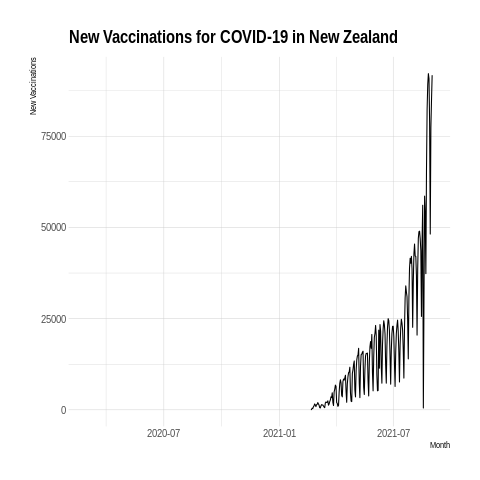 New Vaccinations for COVID-19 in New Zealand
New Vaccinations
75000
50000
25000
0
2020-07
2021-01
2021-07
Month